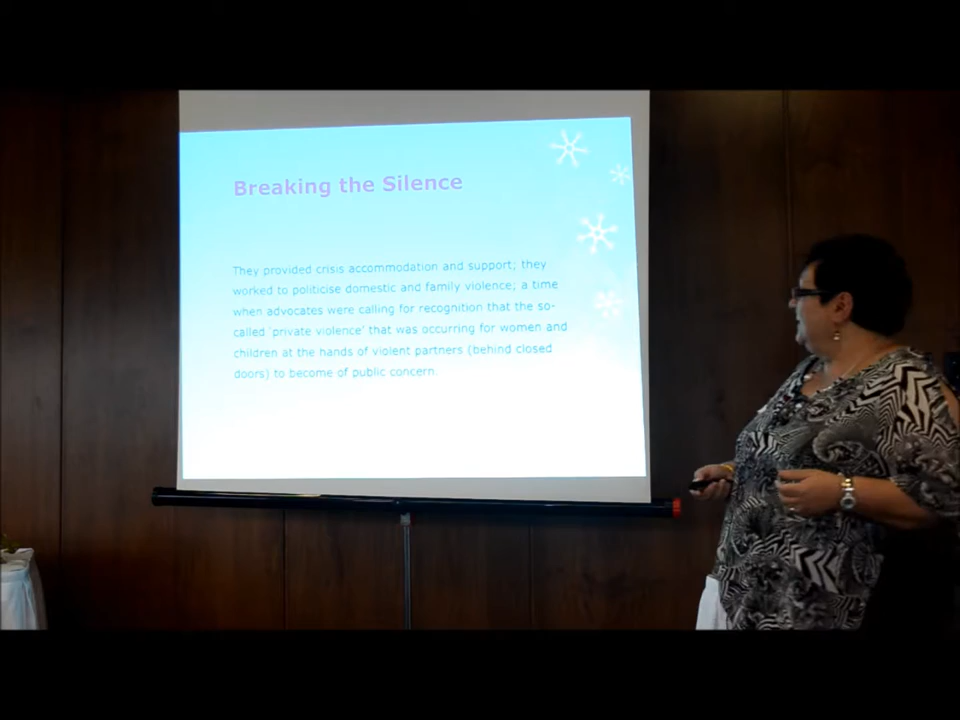 Breaking the Silence
They provided crisis accommodation and support; they
worked to politicise domestic and family violence; a time
when advocates were calling for recognition that the so-
called 'private violence' that was occurring for women and
children at the hands of violent partners (behind closed
doors) to become of public concern.